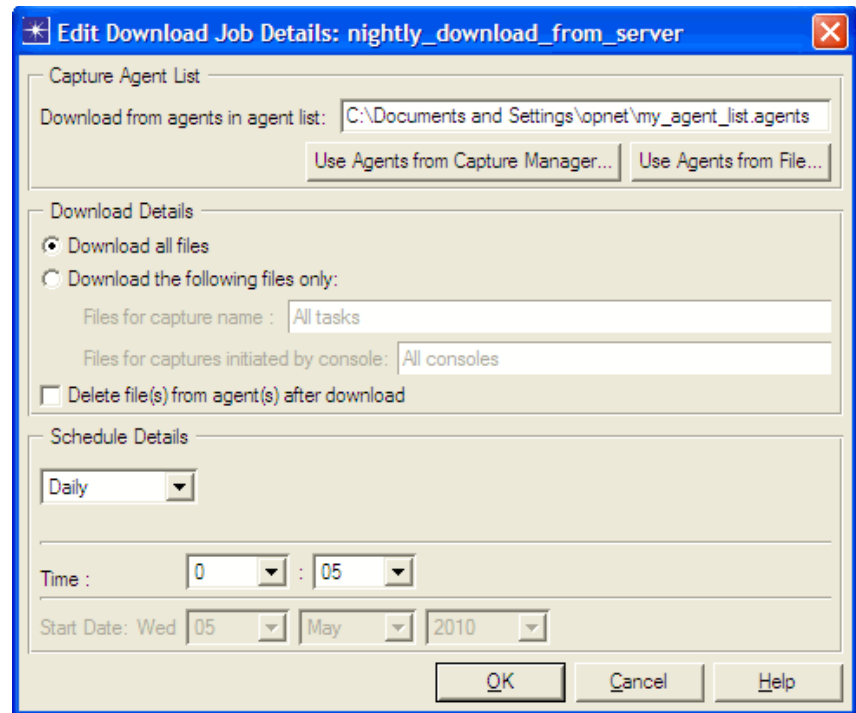 Edit Download Job Details: nightly_download_from_server
Capture Agent List
Download from agents in agent list: C:\Documents and Settings\opnet\my_agent_list.agents
Use Agents from Capture Manager... Use Agents from File...
Download Details
Download all files
Download the following files only:
Files for capture name : All tasks
Files for captures initiated by console: All consoles
Delete file(s) from agent(s) after download
Schedule Details
Daily
Time : 0 : 05
Start Date: Wed 05 May 2010
OK Cancel Help